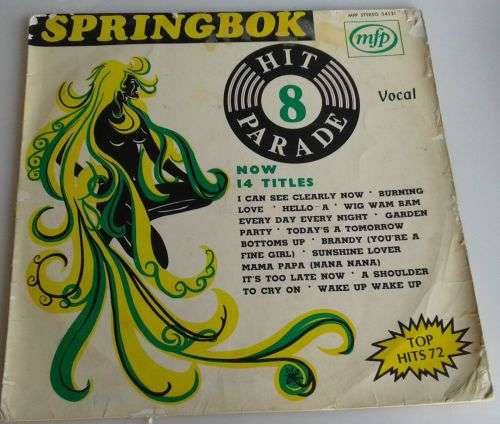 SPRINGBOK
MFP STEREO 54531
mfp
HIT
8
PARADE
Vocal
NOW
14 TITLES
I CAN SEE CLEARLY NOW · BURNING
LOVE · HELLO - A · WIG WAM BAM
EVERY DAY EVERY NIGHT · GARDEN
PARTY · TODAY'S A TOMORROW
BOTTOMS UP · BRANDY (YOU'RE A
FINE GIRL) · SUNSHINE LOVER
MAMA PAPA (NANA NANA)
IT'S TOO LATE NOW · A SHOULDER
TO CRY ON · WAKE UP WAKE UP
TOP
HITS 72